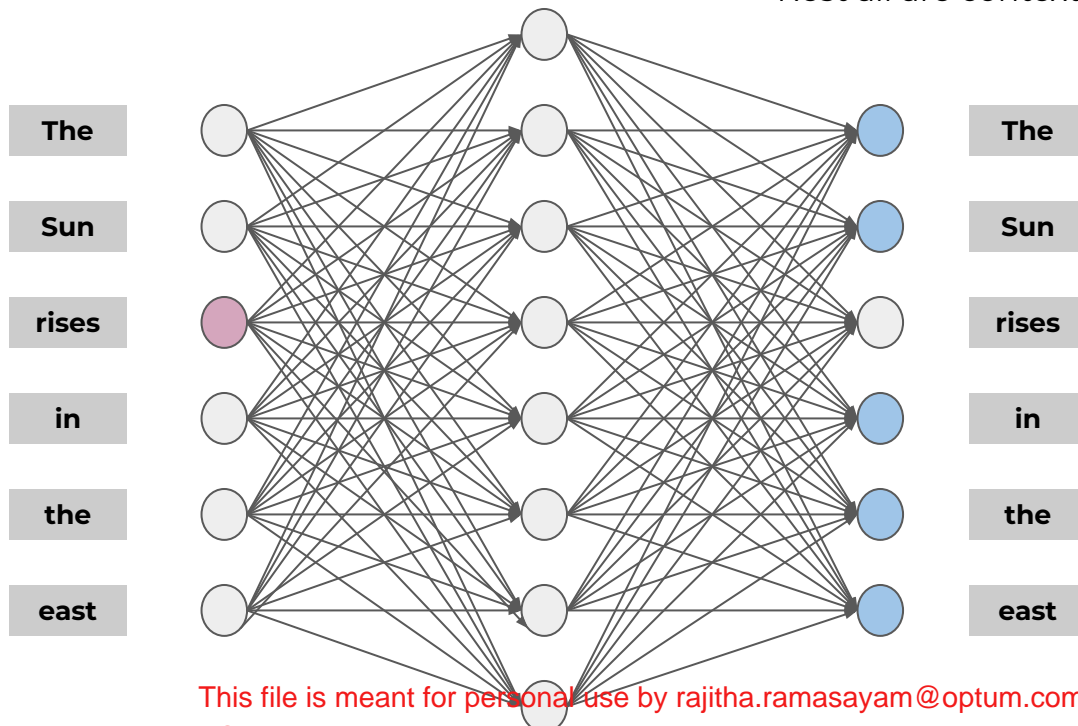 The The
Sun Sun
rises rises
in in
the the
east east
This file is meant for personal use by rajitha.ramasayam@optum.com